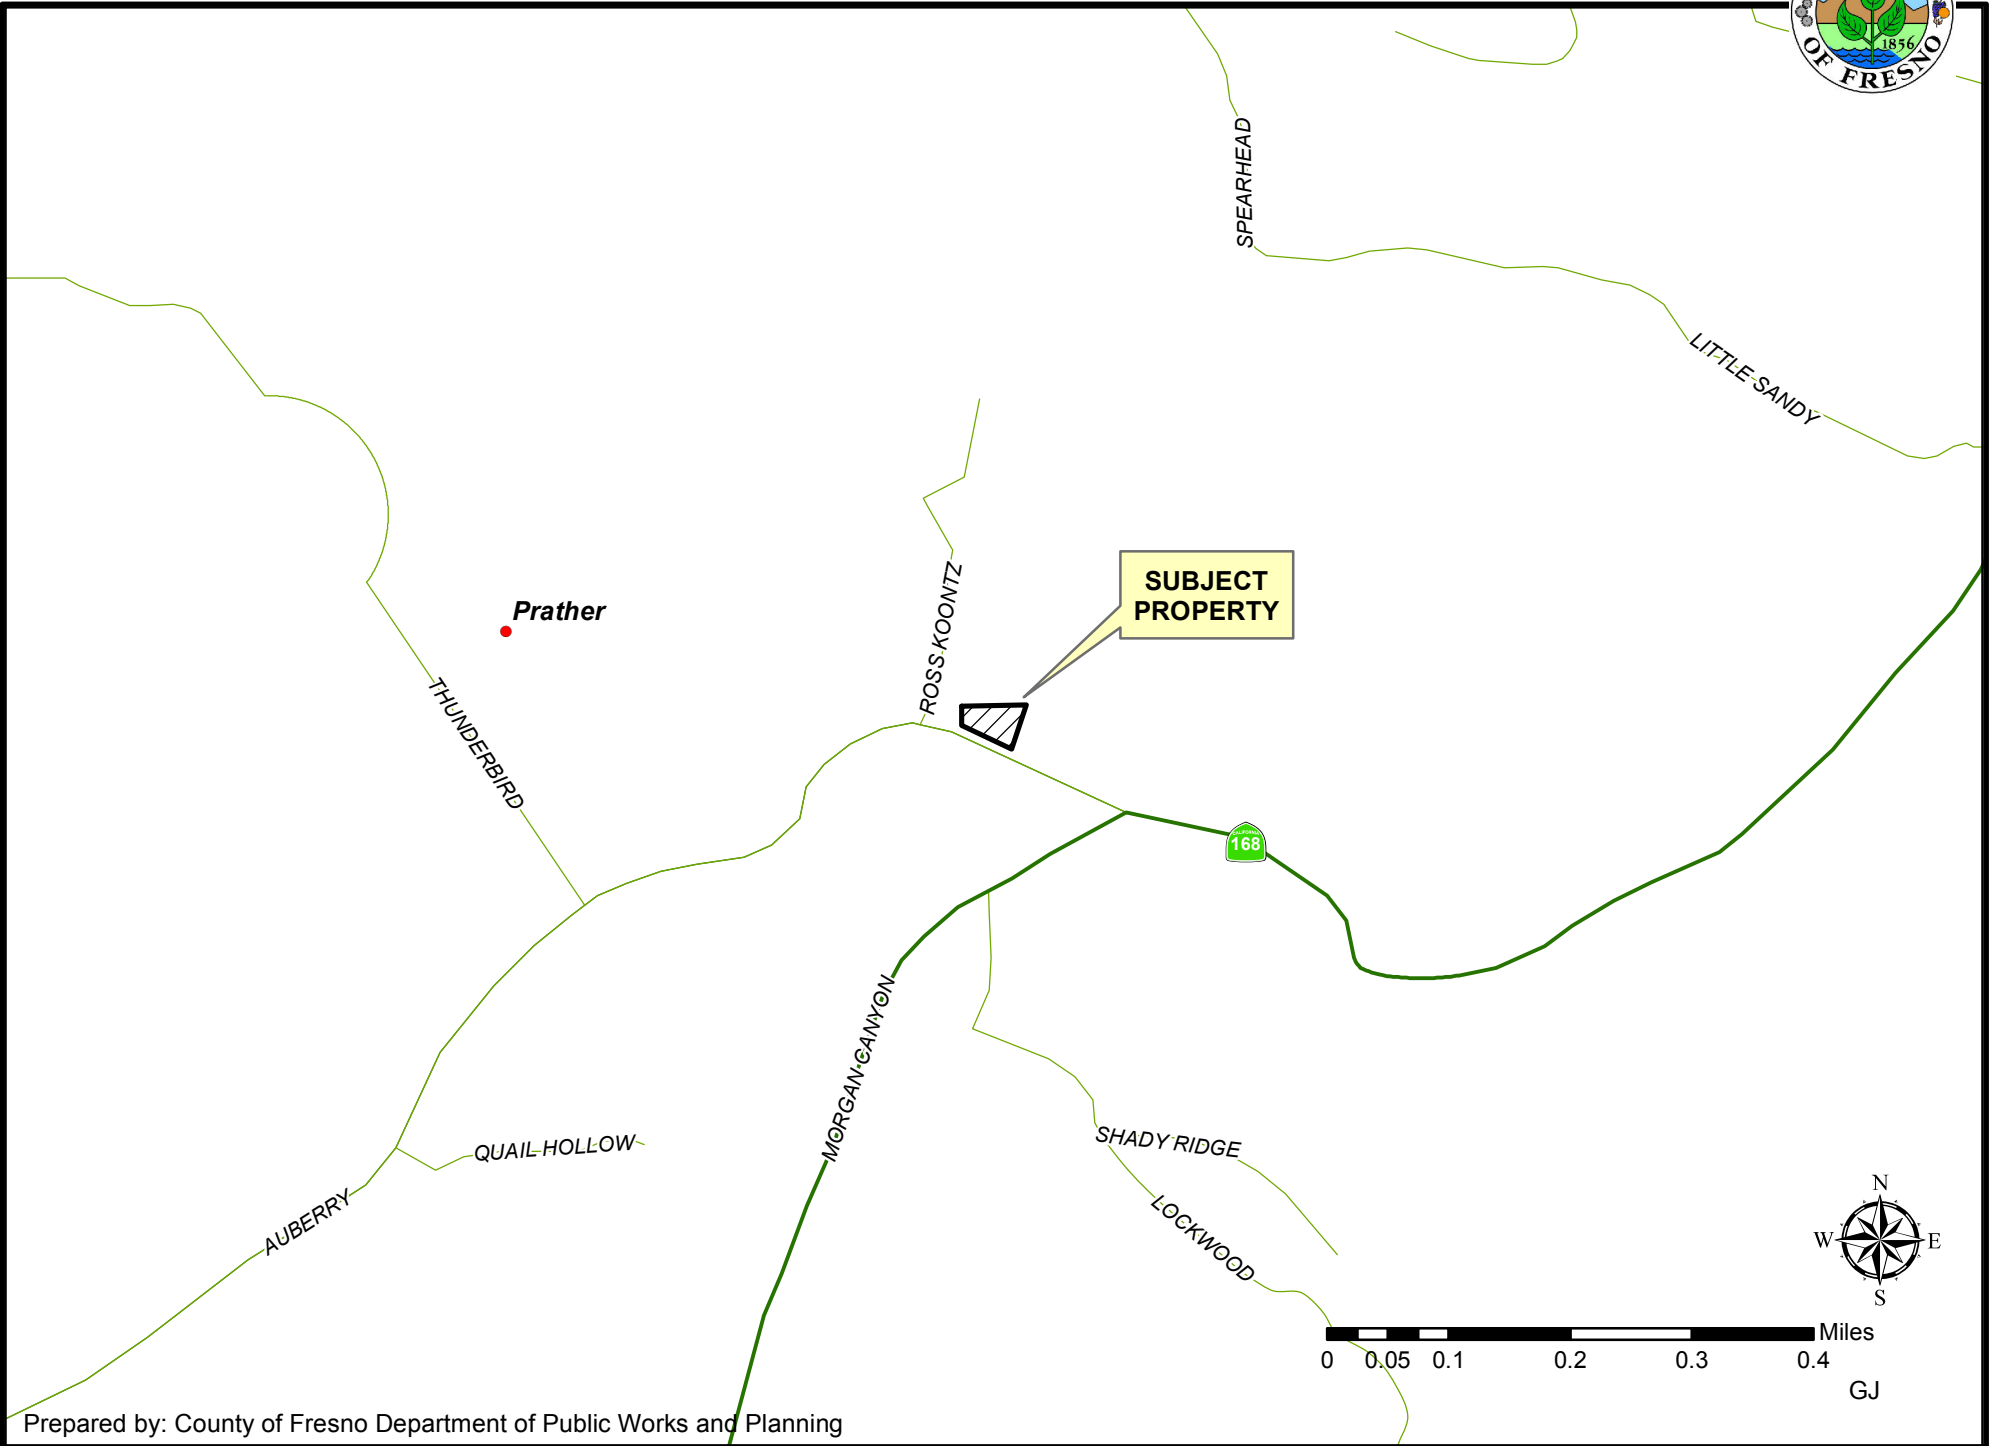 1856
OF FRESNO
SPEARHEAD
LITTLE SANDY
SUBJECT
PROPERTY
Prather
ROSS KOONTZ
THUNDERBIRD
CALIFORNIA
168
MORGAN CANYON
QUAIL HOLLOW
SHADY RIDGE
LOCKWOOD
AUBERRY
N
W E
S
Miles
0 0.05 0.1 0.2 0.3 0.4
GJ
Prepared by: County of Fresno Department of Public Works and Planning